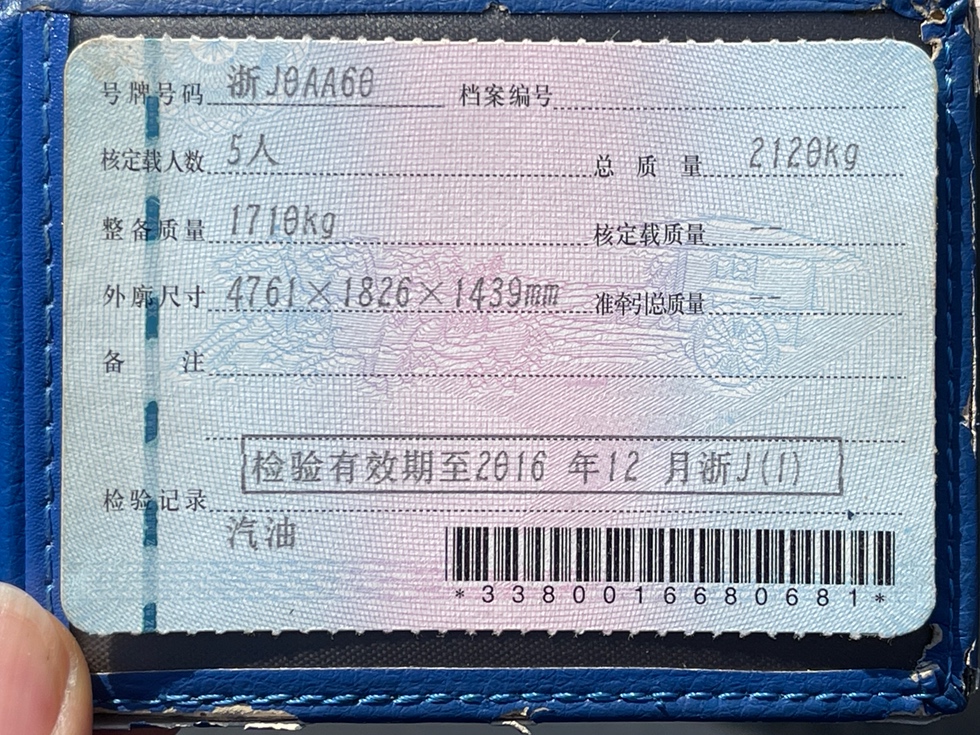 号牌号码 浙J0AA60 档案编号
核定载人数 5人 总质量 2120kg
整备质量 1710kg 核定载质量 --
外廓尺寸 4761×1826×1439mm 准牵引总质量 --
备注
检验有效期至2016 年12 月浙J(1)
检验记录
汽油
*3380016680681*